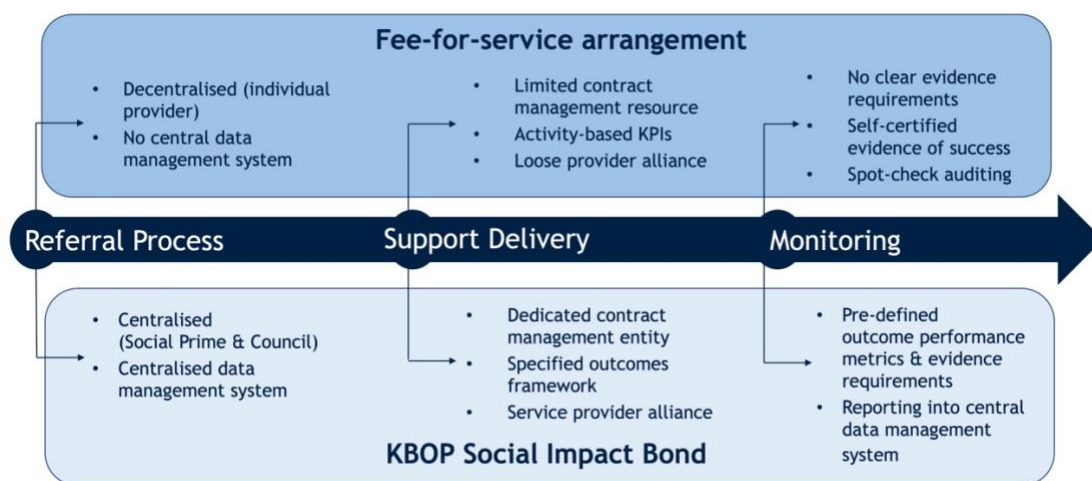 Fee-for-service arrangement
• Decentralised (individual
provider)
• No central data
management system
• Limited contract
management resource
• Activity-based KPIs
• Loose provider alliance
• No clear evidence
requirements
• Self-certified
evidence of success
• Spot-check auditing
Referral Process
Support Delivery
Monitoring
• Centralised
(Social Prime & Council)
• Centralised data
management system
• Dedicated contract
management entity
• Specified outcomes
framework
• Service provider alliance
• Pre-defined
outcome performance
metrics & evidence
requirements
• Reporting into central
data management
system
KBOP Social Impact Bond